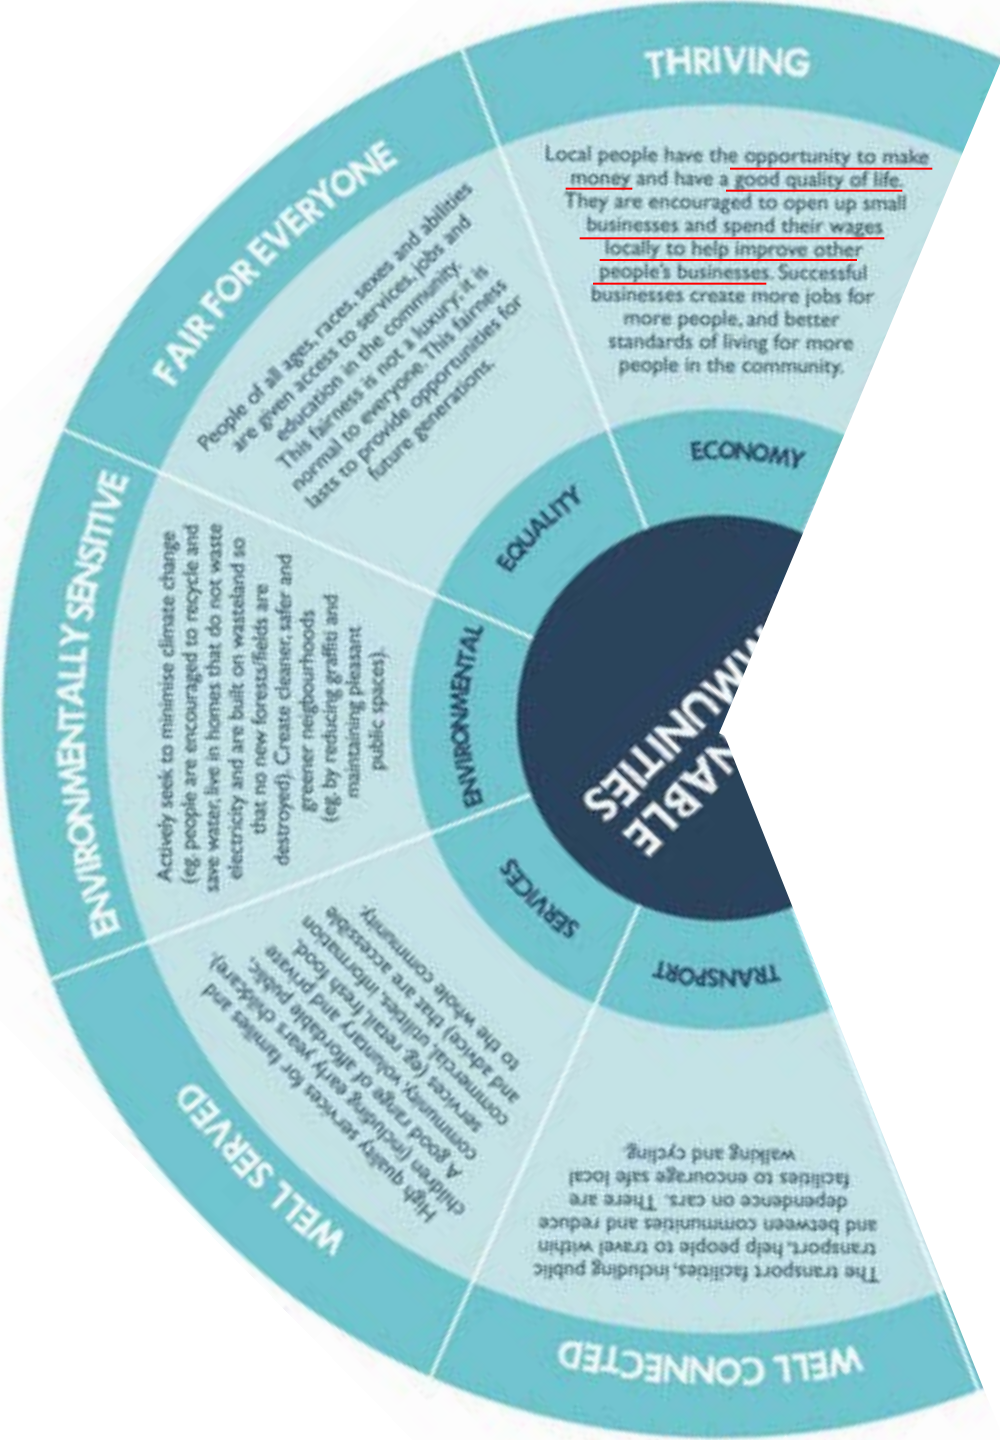 THRIVING
Local people have the opportunity to make
money and have a good quality of life.
They are encouraged to open up small
businesses and spend their wages
locally to help improve other
people's businesses. Successful
businesses create more jobs for
more people, and better
standards of living for more
people in the community.
ECONOMY
FAIR FOR EVERYONE
People of all ages, races, sexes and abilities
are given access to services, jobs and
education in the community.
This fairness is not a luxury, it is
normal to everyone. This fairness
lasts to provide opportunities for
future generations.
EQUALITY
ENVIRONMENTALLY SENSITIVE
Actively seek to minimise climate change
(eg. people are encouraged to recycle and
save water, live in homes that do not waste
electricity and are built on wasteland so
that no new forests/fields are
destroyed). Create cleaner, safer and
greener neigbourhoods
(eg. by reducing graffiti and
maintaining pleasant
public spaces).
ENVIRONMENTAL
WELL SERVED
High quality services for families and
children (including early years childcare).
A good range of affordable public,
community, voluntary and private
services (eg. retail, fresh food,
commercial, utilities, information
and advice) that are accessible
to the whole community.
SERVICES
WELL CONNECTED
The transport facilities, including public
transport, help people to travel within
and between communities and reduce
dependence on cars. There are
facilities to encourage safe local
walking and cycling.
TRANSPORT
NABLE
MMUNITIES